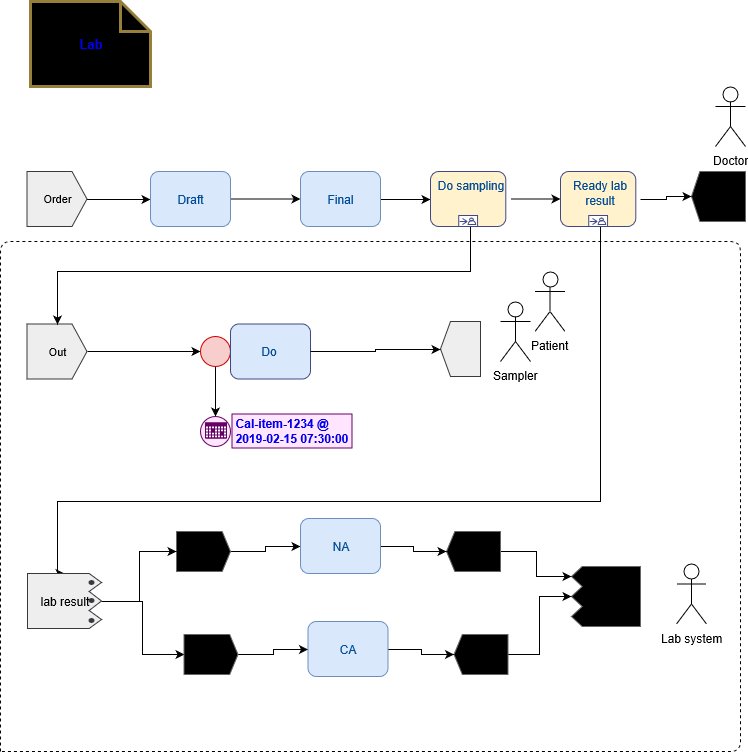 Lab
Doctor
Order
Draft
Final
Do sampling
Ready lab
result
Out
Do
Patient
Sampler
Cal-item-1234 @
2019-02-15 07:30:00
NA
lab result
Lab system
CA